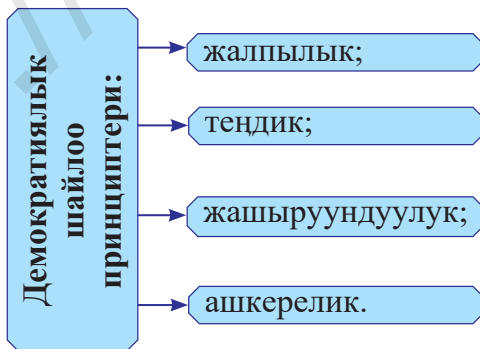 Демократиялык
шайлоо
принциптери:
жалпылык;
теңдик;
жашыруундуулук;
ашкерелик.